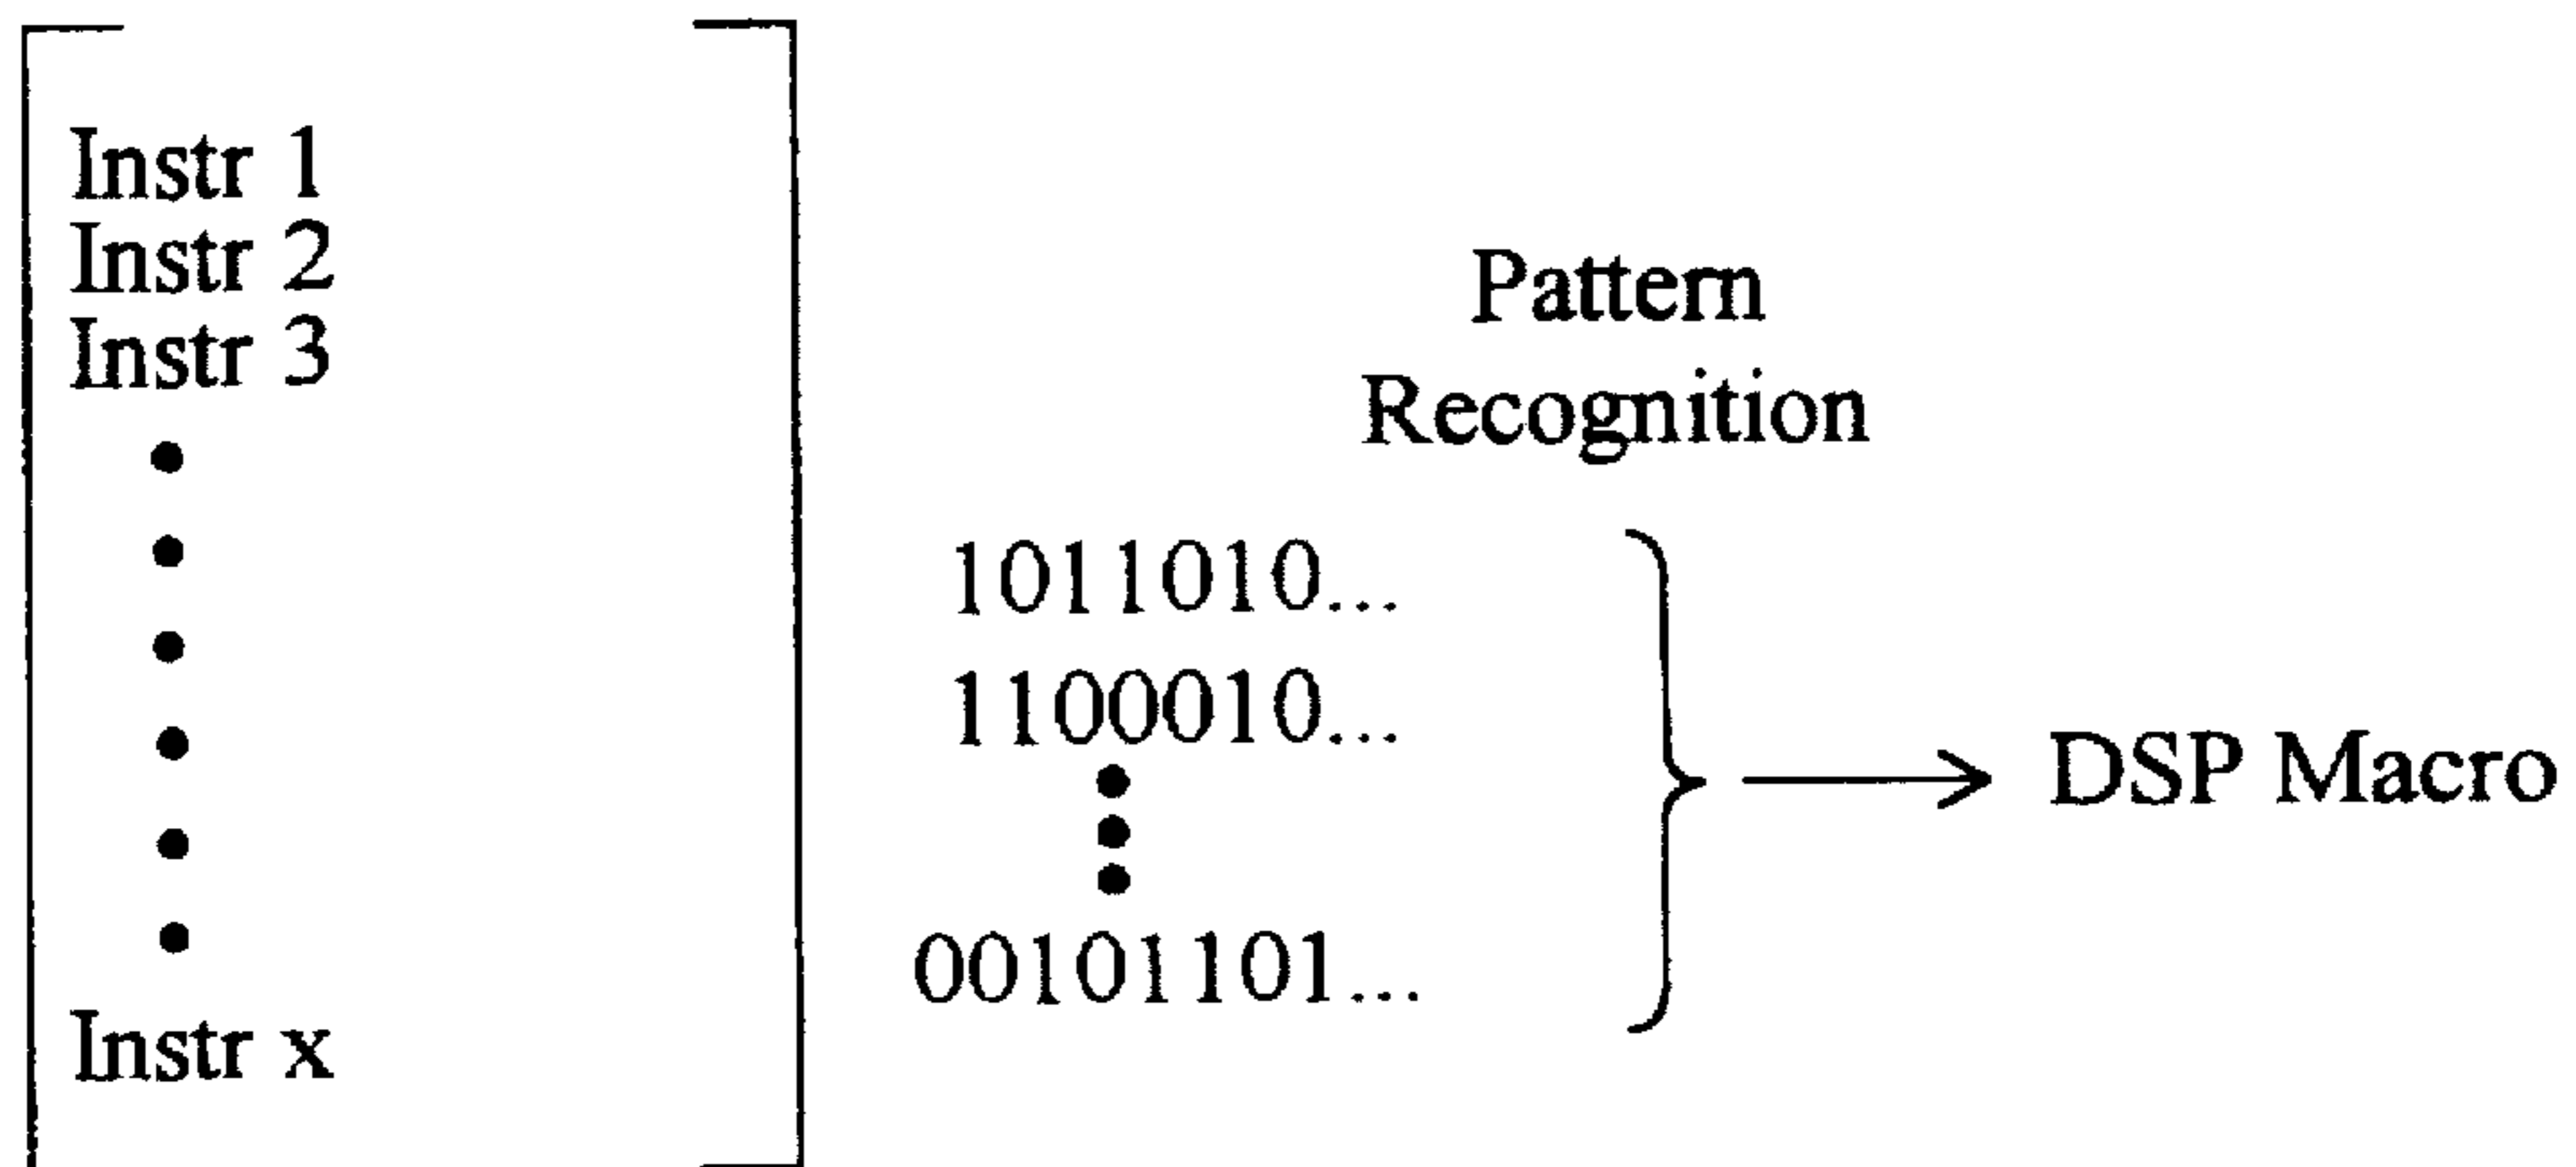 Instr 1
Instr 2
Instr 3
Instr x
Pattern
Recognition
1011010...
1100010...
00101101...
DSP Macro